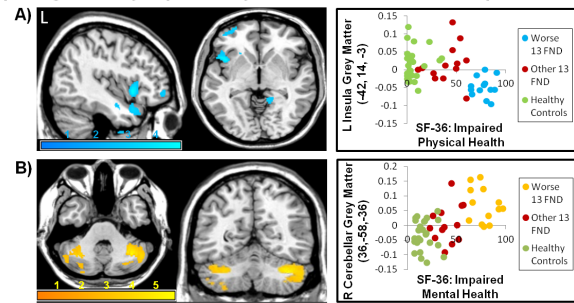 A)
L
1 2 3 4
L Insula Grey Matter
(-42, 14, -3)
0.15
0.1
0.05
0
-0.05
-0.1
0 50 100
SF-36: Impaired
Physical Health
Worse
13 FND
Other 13
FND
Healthy
Controls
B)
1 2 3 4 5
R Cerebellar Grey Matter
(36,-58,-36)
0.2
0.15
0.1
0.05
0
-0.05
-0.1
-0.15
0 50 100
SF-36: Impaired
Mental Health
Worse
13 FND
Other 13
FND
Healthy
Controls